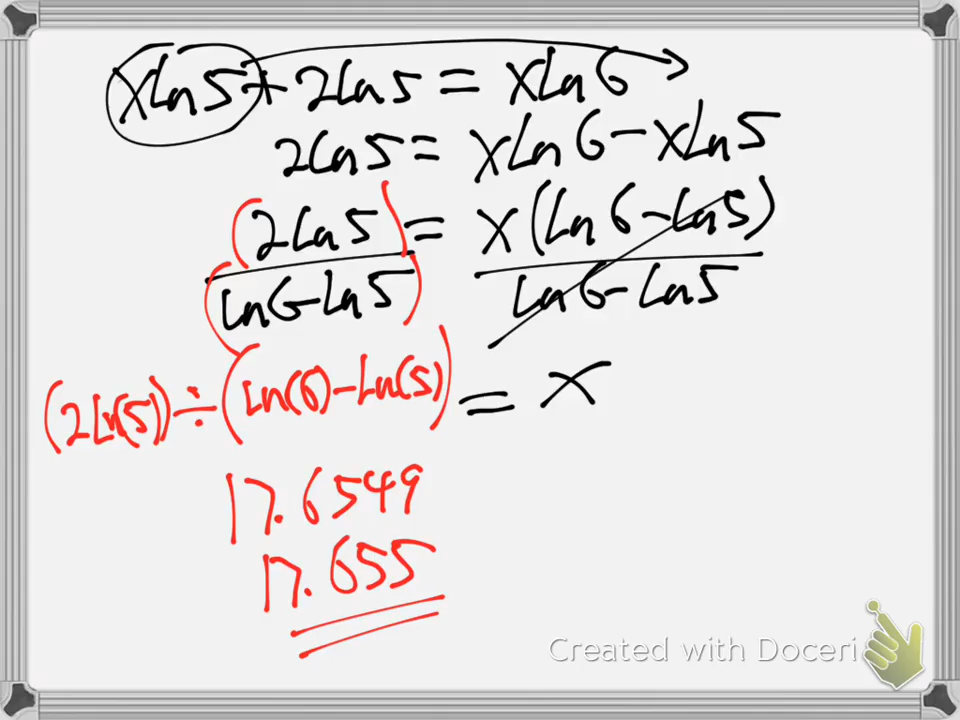 xln5+2ln5=xln6
2ln5=xln6-xln5
(2ln5)=x(ln6-ln5)
(ln6-ln5) ln6-ln5
(2ln(5))÷(ln(6)-ln(5))=x
17.6549
17.655
Created with Doceri